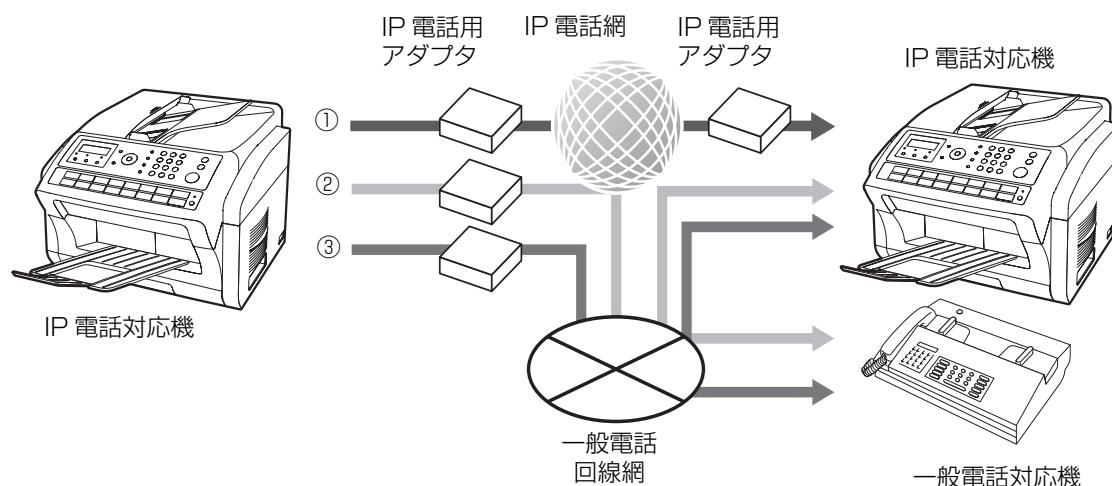 IP 電話用
アダプタ
IP 電話網
IP 電話用
アダプタ
IP 電話対応機
①
②
③
IP 電話対応機
一般電話
回線網
一般電話対応機